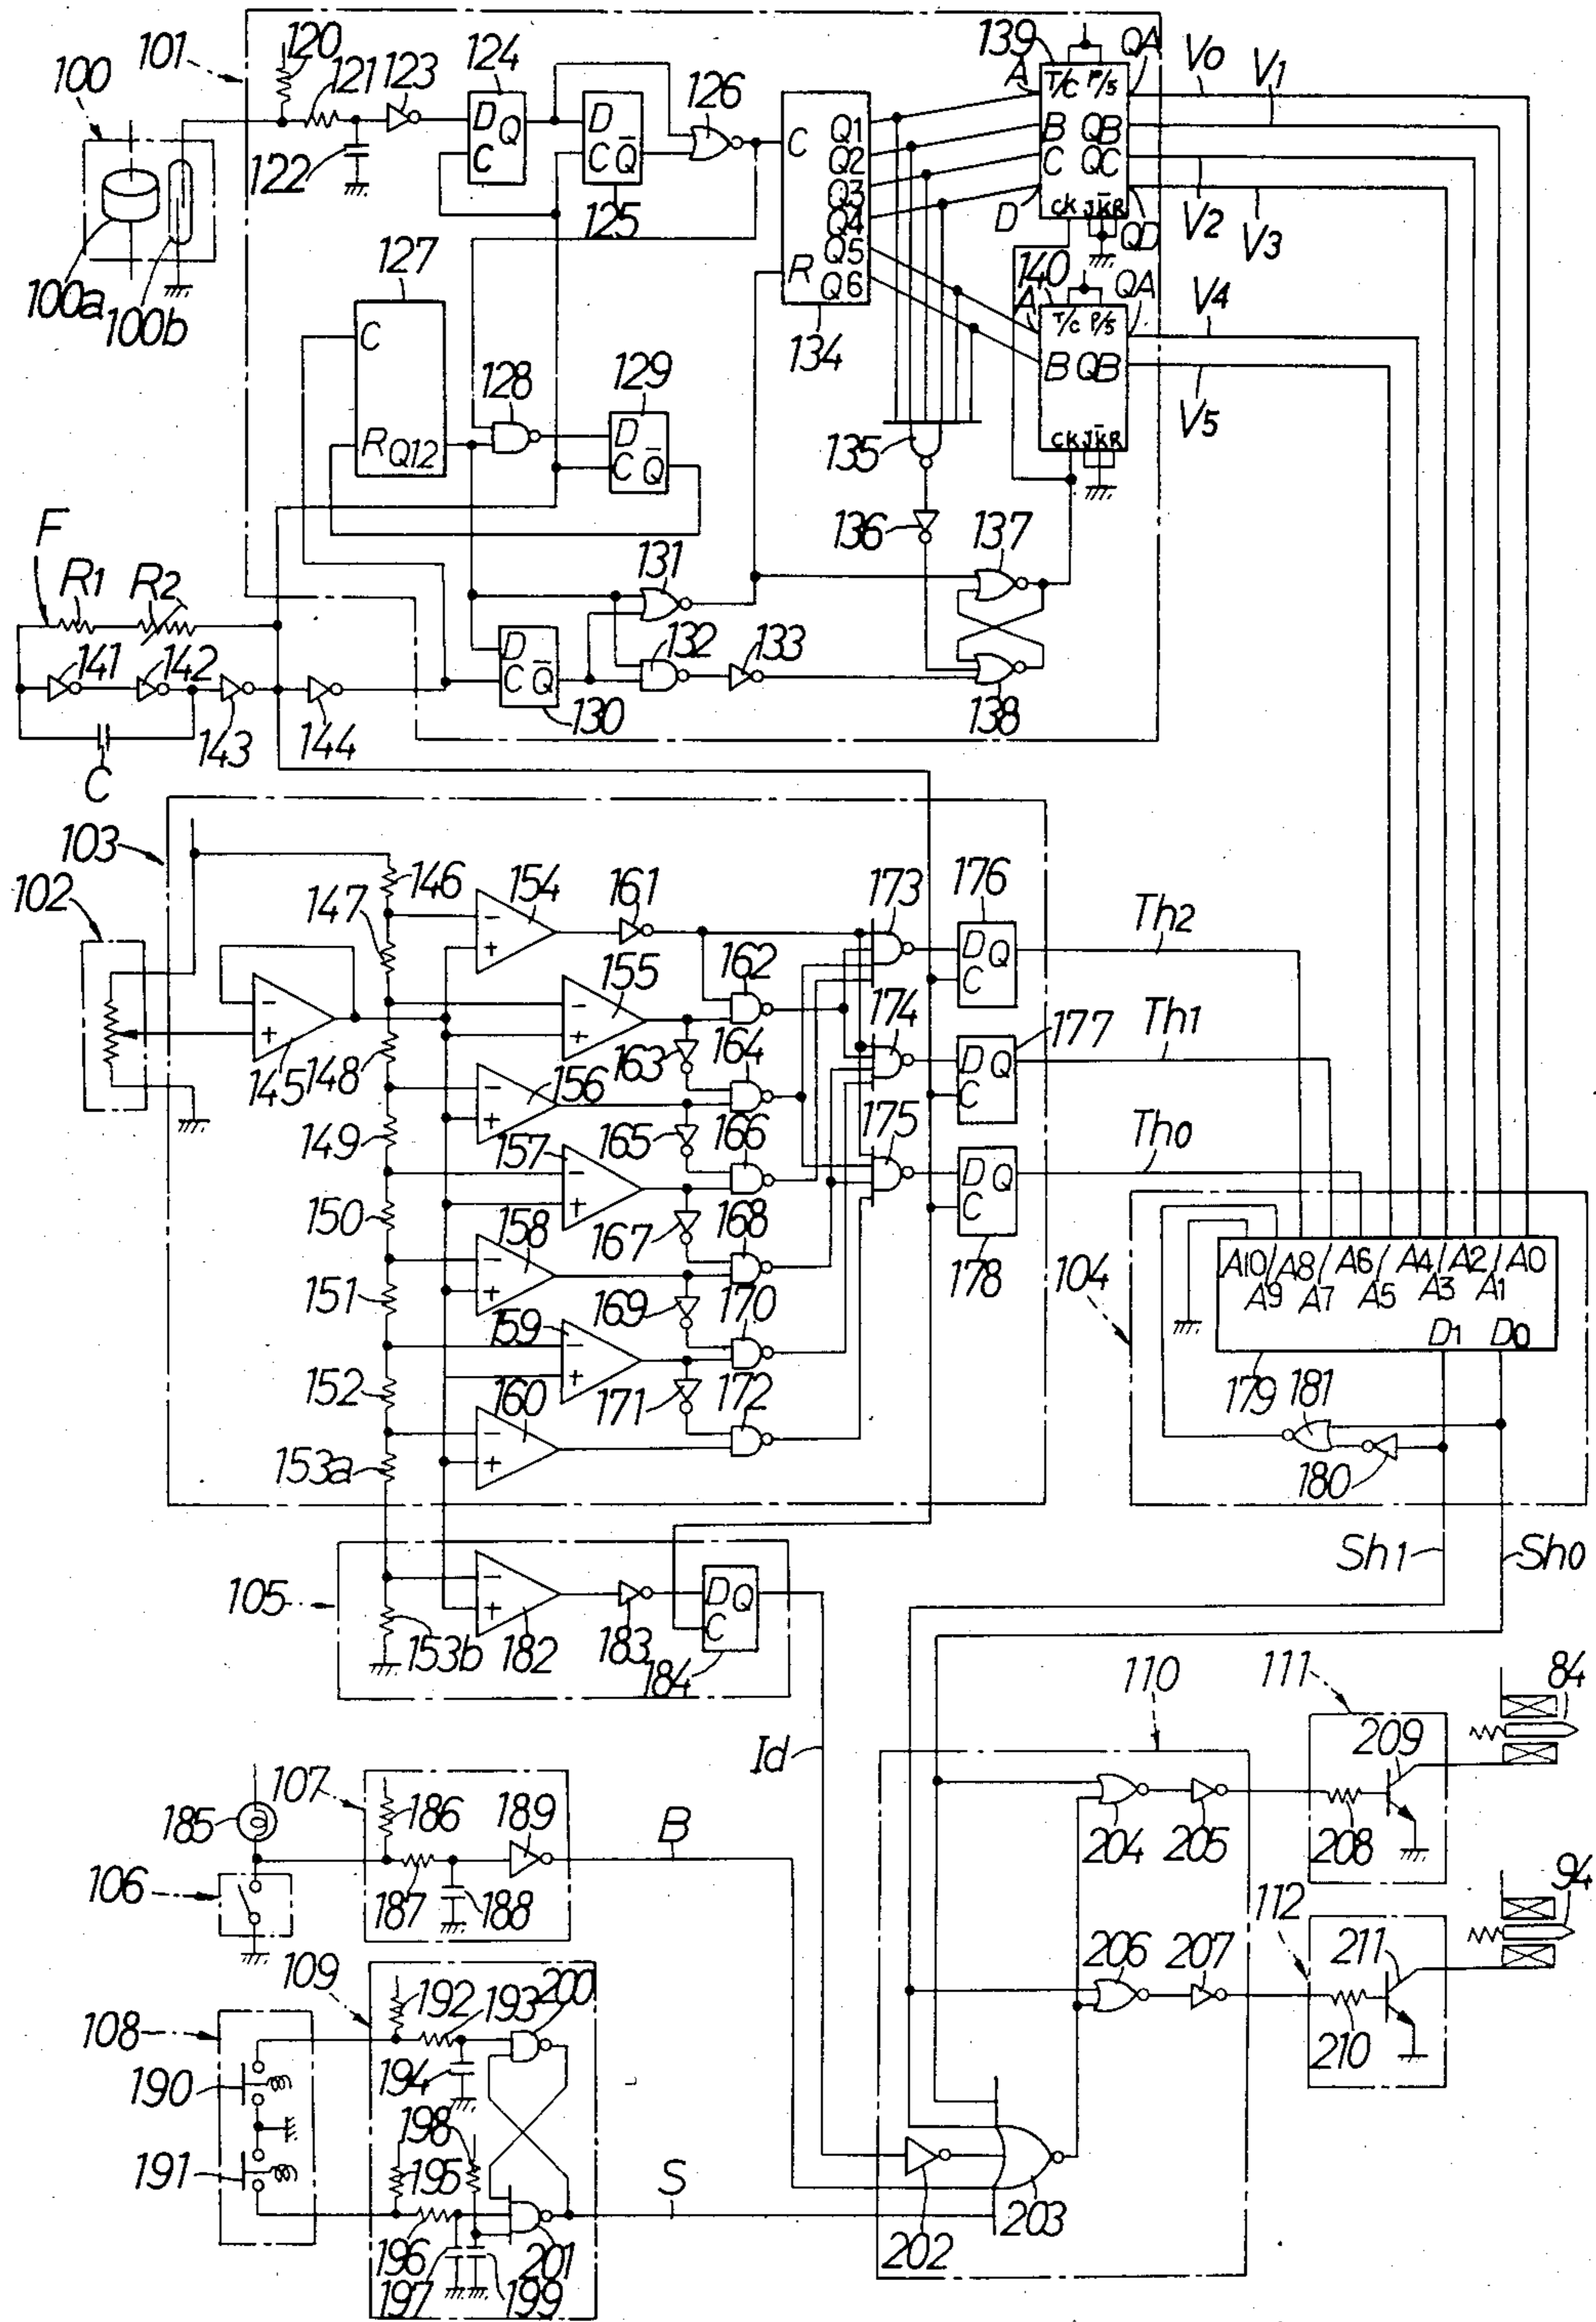 101
120
121
123
124
126
139
A
T/C P/S
QA
V0
V1
100
D Q
C
D
C Q̄
C
R
Q1
Q2
Q3
Q4
Q5
Q6
B QB
C QC
D
CK J K̄ R
QD
V2
V3
122
125
100a
100b
127
C
R Q12
134
140
A
T/C P/S
QA
B QB
CK J K̄ R
V4
V5
128
129
D
C Q̄
135
136
137
F
R1
R2
131
132
133
141
142
D
C Q̄
143
144
130
138
C
103
102
146
154
161
173
176
147
D Q
C
Th2
155
162
174
177
145
148
163
164
D Q
C
Th1
156
149
157
165
166
175
Th0
D Q
C
150
158
167
168
178
104
A10 / A8 / A6 / A4 / A2 / A0
A9 A7 A5 A3 A1
D1 D0
151
159
169
170
179
181
152
160
171
172
180
153a
Sh1
Sh0
105
D Q
C
153b
182
183
184
110
111
84
Id
209
107
186
189
185
B
204
205
208
106
187
188
112
94
109
206
207
211
192
193
200
108
194
210
190
198
191
195
S
196
201
202
203
197
199